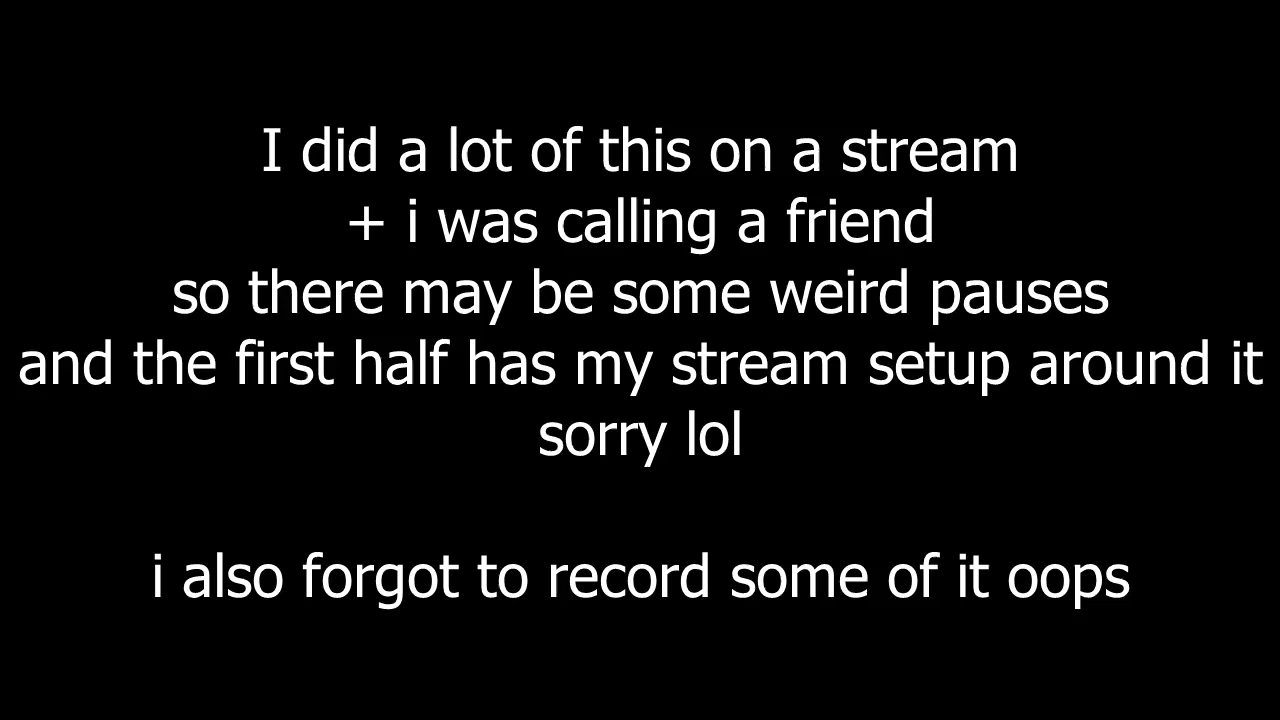 I did a lot of this on a stream
+ i was calling a friend
so there may be some weird pauses
and the first half has my stream setup around it
sorry lol
i also forgot to record some of it oops